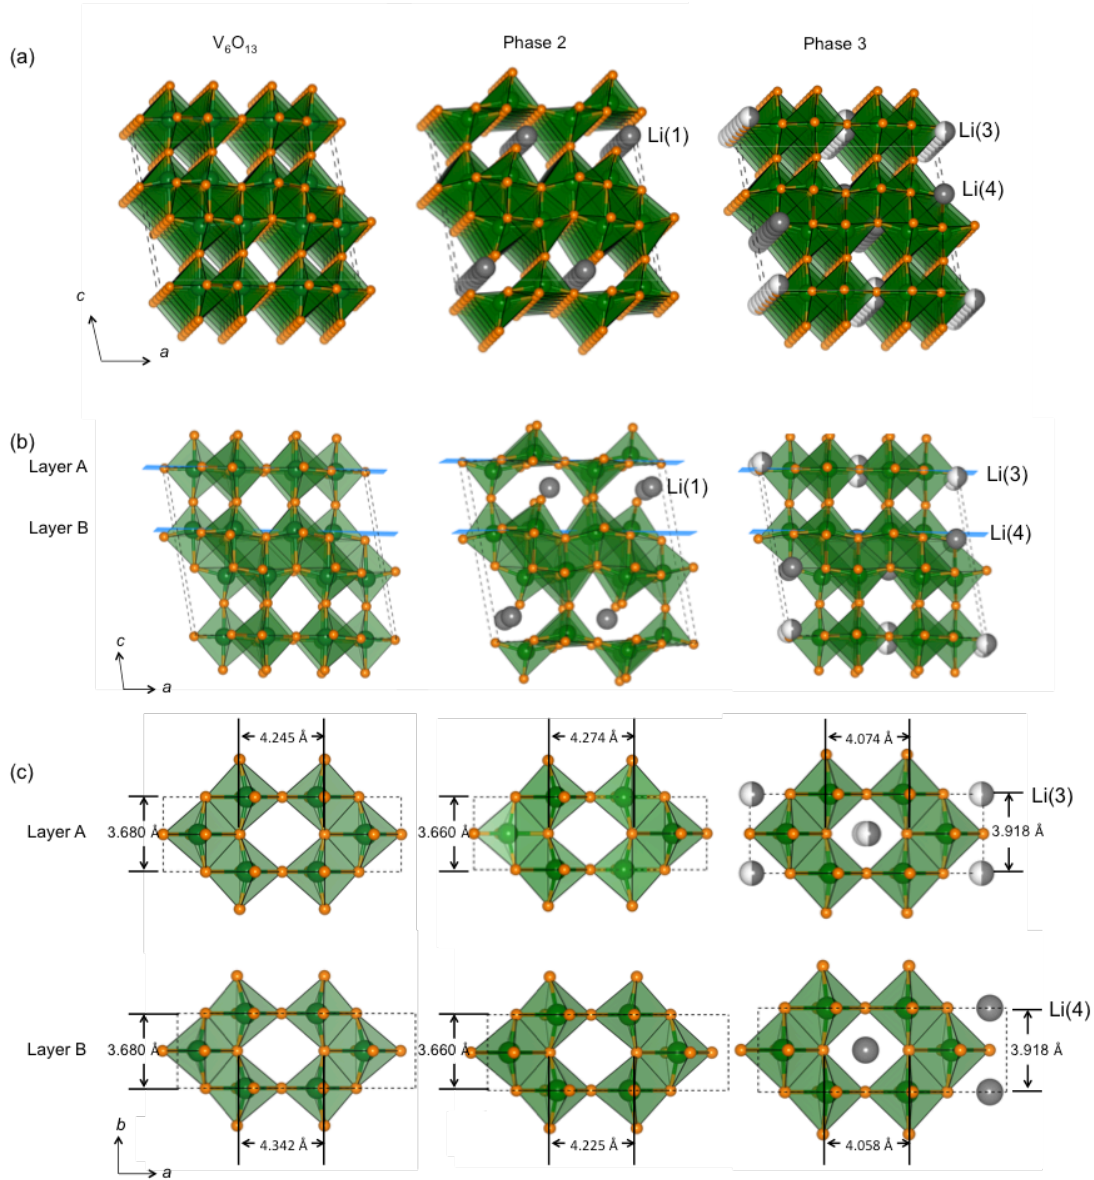 V₆O₁₃ Phase 2 Phase 3
(a)
Li(1) Li(3)
Li(4)
c
a
(b)
Layer A
Li(3)
Li(1)
Layer B
Li(4)
c
a
4.245 Å 4.274 Å 4.074 Å
(c)
Li(3)
Layer A 3.680 Å 3.660 Å 3.918 Å
Li(4)
Layer B 3.680 Å 3.660 Å 3.918 Å
b
4.342 Å 4.225 Å 4.058 Å
a